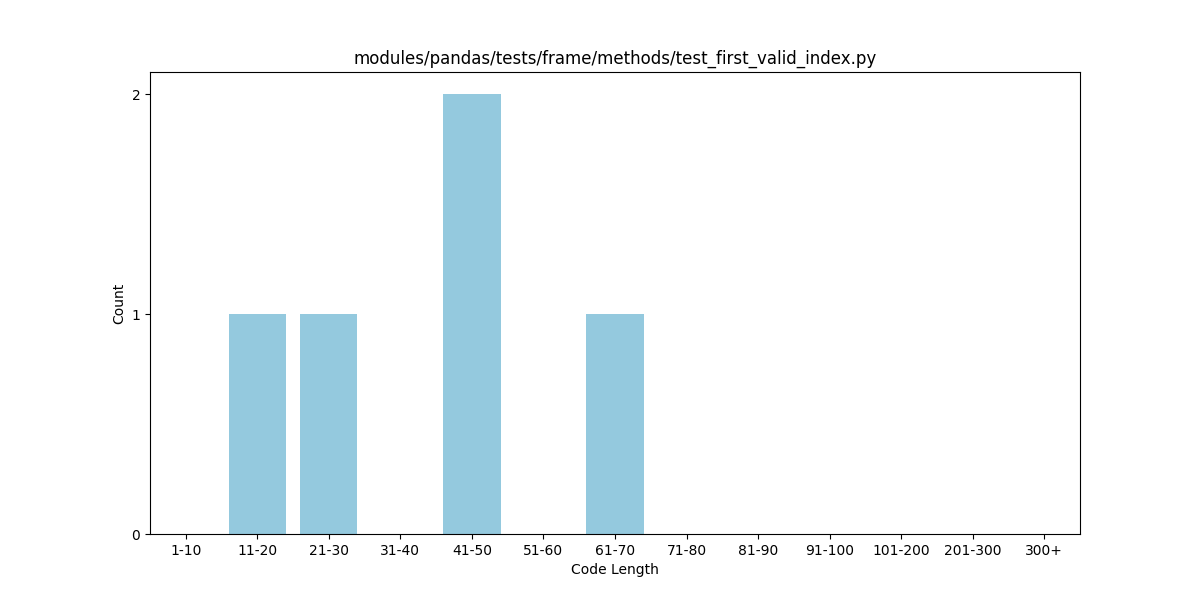 modules/pandas/tests/frame/methods/test_first_valid_index.py
2
1
0
Count
1-10 11-20 21-30 31-40 41-50 51-60 61-70 71-80 81-90 91-100 101-200 201-300 300+
Code Length